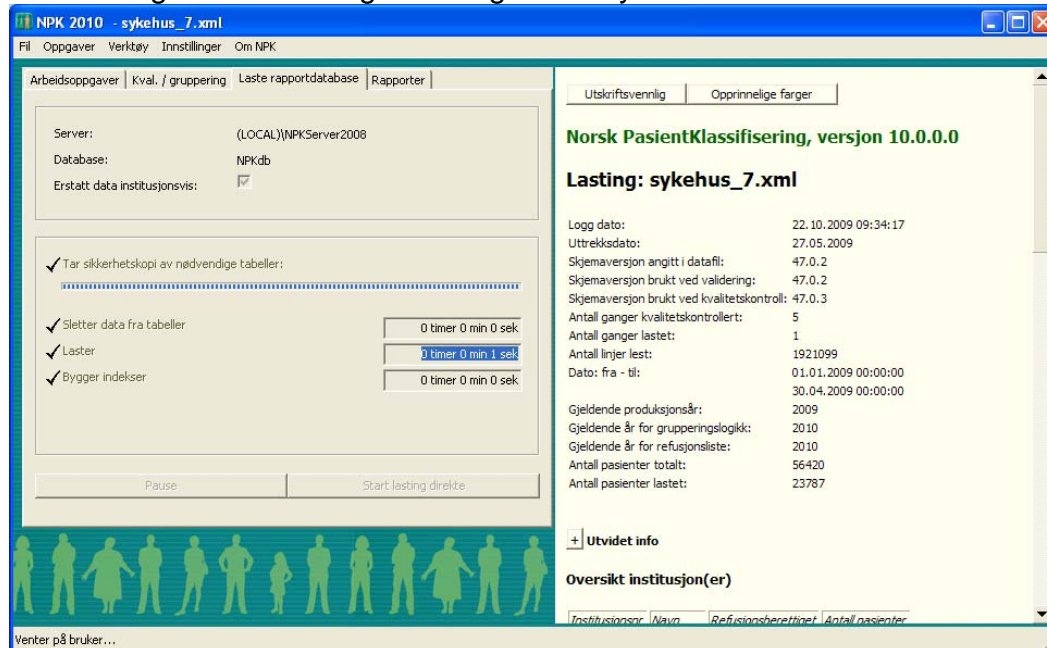 NPK 2010 - sykehus_7.xml
Fil Oppgaver Verktøy Innstillinger Om NPK
Arbeidsoppgaver Kval. / gruppering Laste rapportdatabase Rapporter
Server: (LOCAL)\NPKServer2008
Database: NPKdb
Erstatt data institusjonsvis:
Tar sikkerhetskopi av nødvendige tabeller:
Sletter data fra tabeller 0 timer 0 min 0 sek
Laster 0 timer 0 min 1 sek
Bygger indekser 0 timer 0 min 0 sek
Pause Start lasting direkte
Utskriftsvennlig Opprinnelige farger
Norsk PasientKlassifisering, versjon 10.0.0.0
Lasting: sykehus_7.xml
Logg dato: 22.10.2009 09:34:17
Uttrekksdato: 27.05.2009
Skjemaversjon angitt i datafil: 47.0.2
Skjemaversjon brukt ved validering: 47.0.2
Skjemaversjon brukt ved kvalitetskontroll: 47.0.3
Antall ganger kvalitetskontrollert: 5
Antall ganger lastet: 1
Antall linjer lest: 1921099
Dato: fra - til: 01.01.2009 00:00:00
30.04.2009 00:00:00
Gjeldende produksjonsår: 2009
Gjeldende år for grupperingslogikk: 2010
Gjeldende år for refusjonsliste: 2010
Antall pasienter totalt: 56420
Antall pasienter lastet: 23787
+ Utvidet info
Oversikt institusjon(er)
Institusjonsnr Navn Refusjonsberettiget Antall pasienter
Venter på bruker...